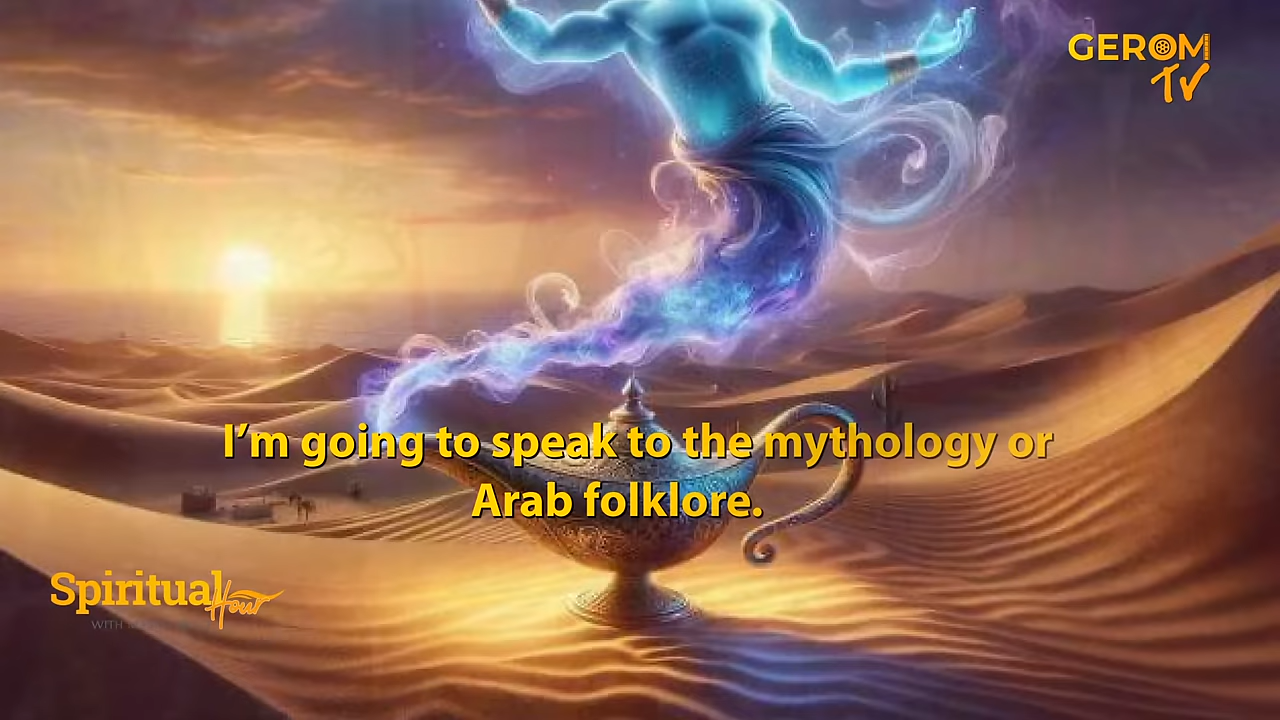 GEROM
TV
I'm going to speak to the mythology or
Arab folklore.
Spiritual
Hour
WITH